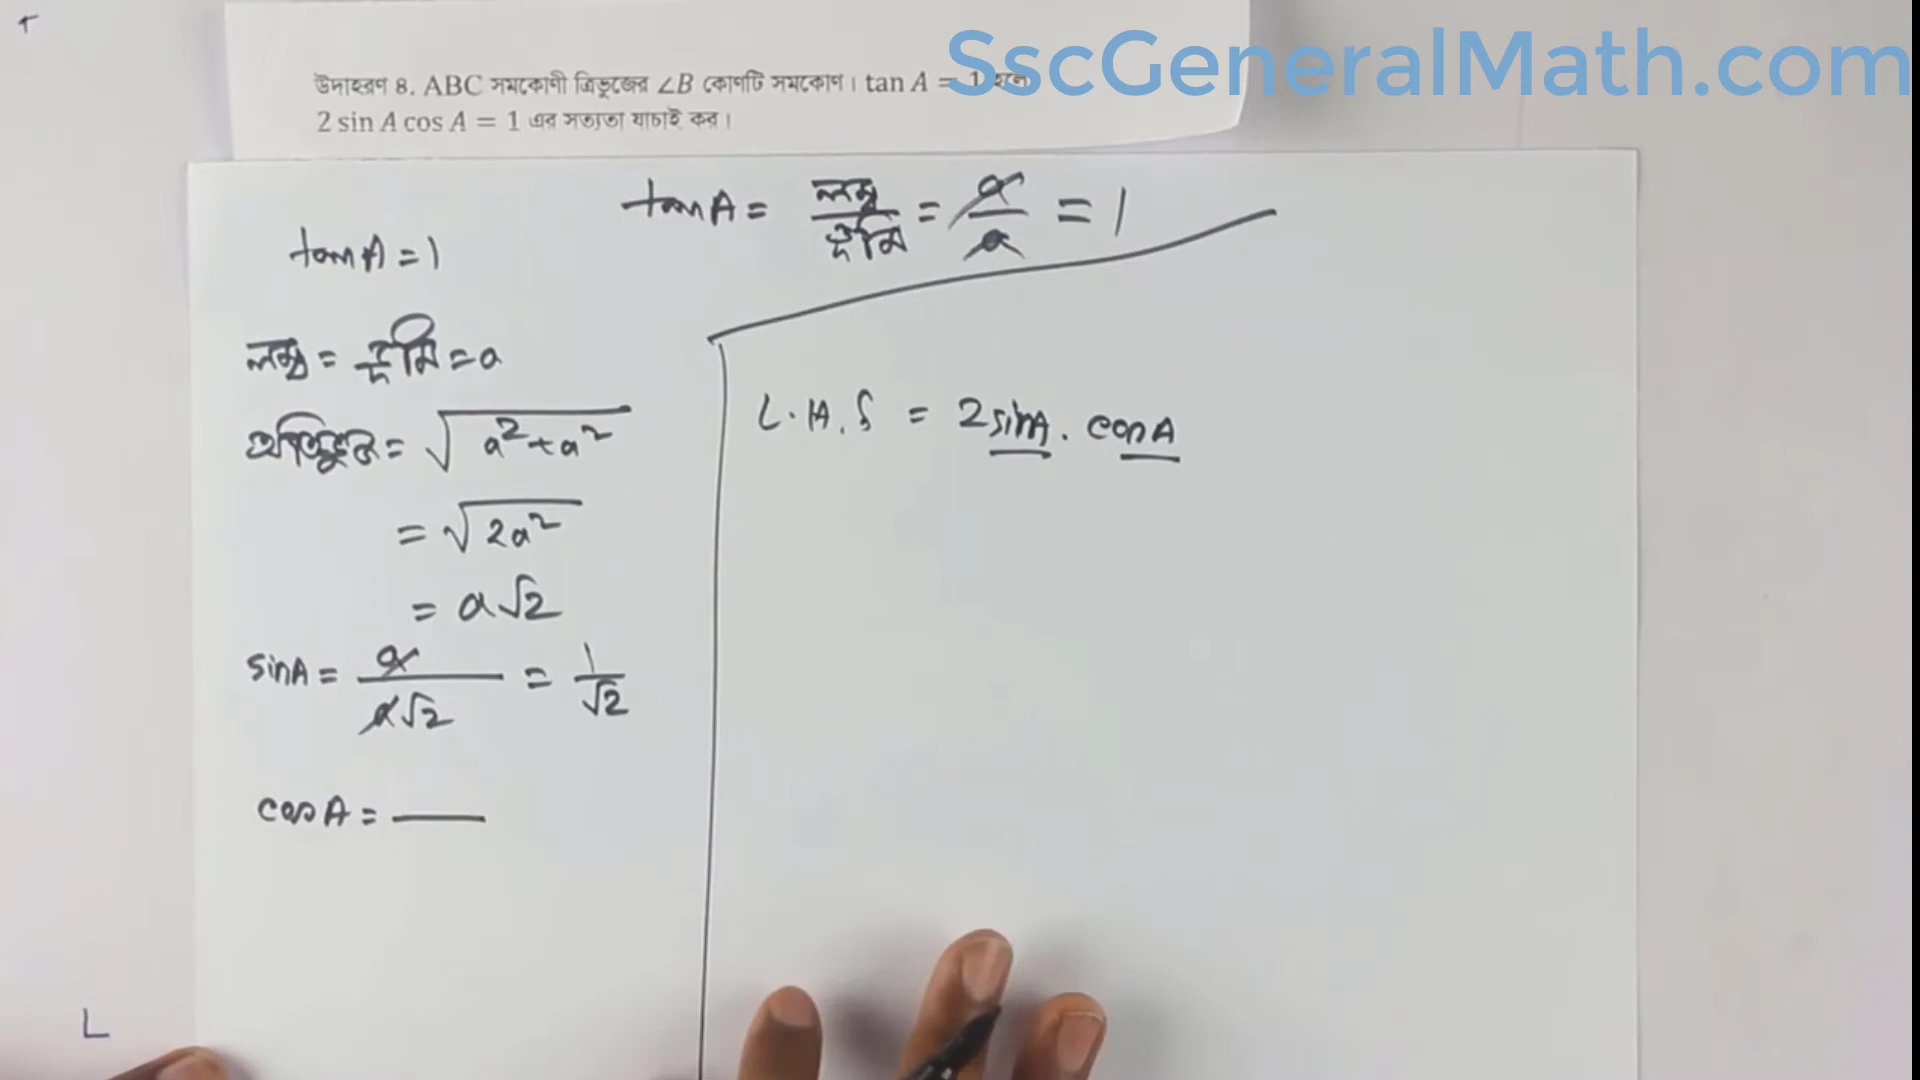 SscGeneralMath.com
উদাহরণ 8. ABC সমকোণী ত্রিভুজের ∠B কোণটি সমকোণ। tan A = 1 হলে
2 sin A cos A = 1 এর সত্যতা যাচাই কর।
tanA = লম্ব/ভূমি = a/a = 1
tanA = 1
লম্ব = ভূমি = a
অতিভুজ = √(a²+a²)
= √(2a²)
= a√2
sinA = a/a√2 = 1/√2
cosA =
L.H.S = 2sinA. cosA
L